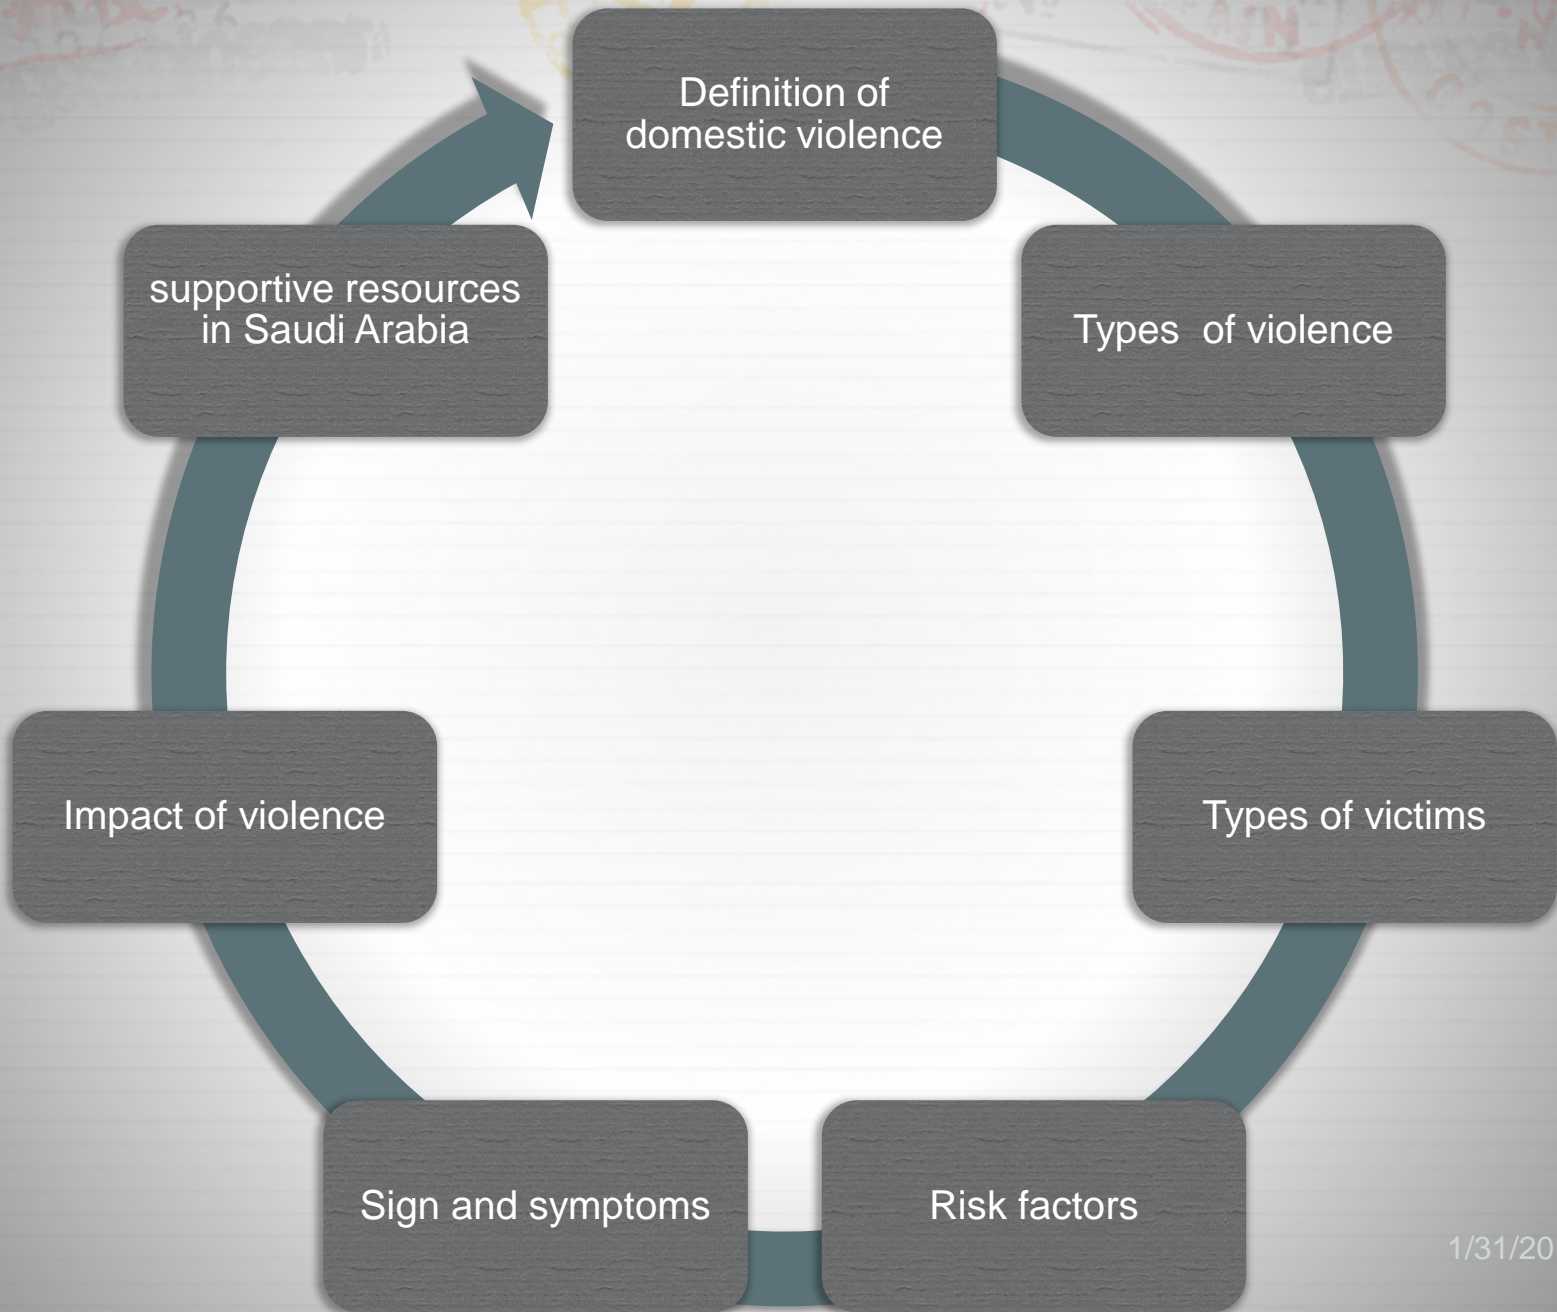 Definition of
domestic violence
Types of violence
Types of victims
Risk factors
Sign and symptoms
Impact of violence
supportive resources
in Saudi Arabia
1/31/20